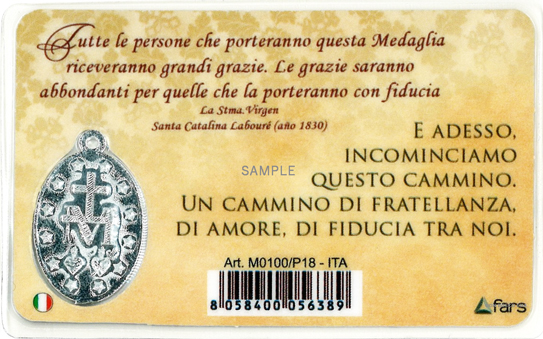 Tutte le persone che porteranno questa Medaglia
riceveranno grandi grazie. Le grazie saranno
abbondanti per quelle che la porteranno con fiducia
La Stma.Virgen
Santa Catalina Labouré (año 1830)
E ADESSO,
INCOMINCIAMO
QUESTO CAMMINO.
UN CAMMINO DI FRATELLANZA,
DI AMORE, DI FIDUCIA TRA NOI.
SAMPLE
M
Art. M0100/P18 - ITA
8 058400 056389
fars